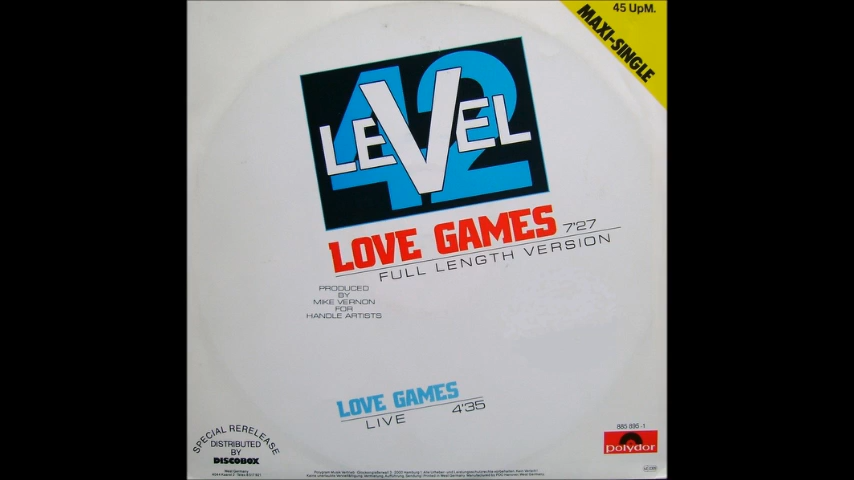 45 UpM.
MAXI-SINGLE
42
LEVEL
LOVE GAMES 7'27
FULL LENGTH VERSION
PRODUCED
BY
MIKE VERNON
FOR
HANDLE ARTISTS
LOVE GAMES
LIVE 4'35
SPECIAL RERELEASE
DISTRIBUTED
BY
DISCOBOX
885 895-1
polydor